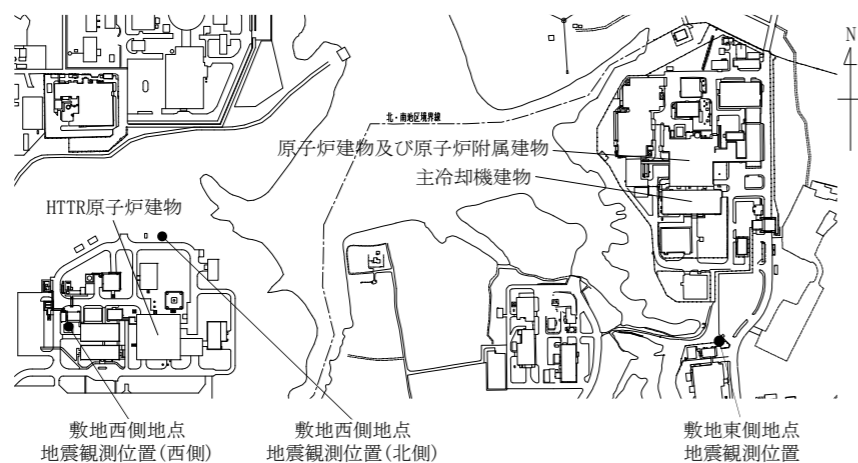 N
北・南地区境界線
原子炉建物及び原子炉附属建物
主冷却機建物
HTTR原子炉建物
敷地西側地点
地震観測位置(西側)
敷地西側地点
地震観測位置(北側)
敷地東側地点
地震観測位置